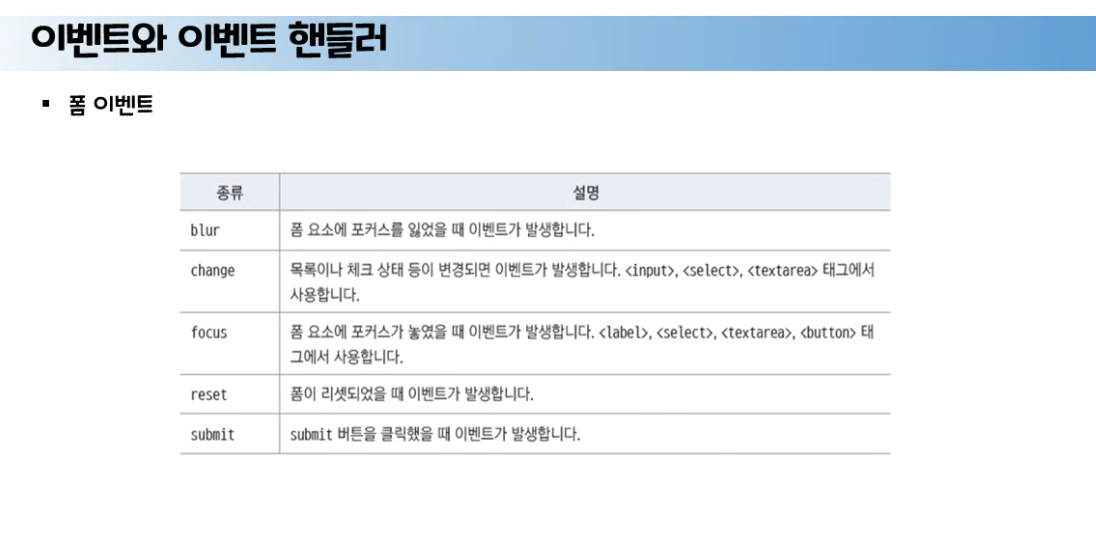 이벤트와 이벤트 핸들러
▪ 폼 이벤트
종류 설명
blur 폼 요소에 포커스를 잃었을 때 이벤트가 발생합니다.
change 목록이나 체크 상태 등이 변경되면 이벤트가 발생합니다. <input>, <select>, <textarea> 태그에서
사용합니다.
focus 폼 요소에 포커스가 놓였을 때 이벤트가 발생합니다. <label>, <select>, <textarea>, <button> 태
그에서 사용합니다.
reset 폼이 리셋되었을 때 이벤트가 발생합니다.
submit submit 버튼을 클릭했을 때 이벤트가 발생합니다.